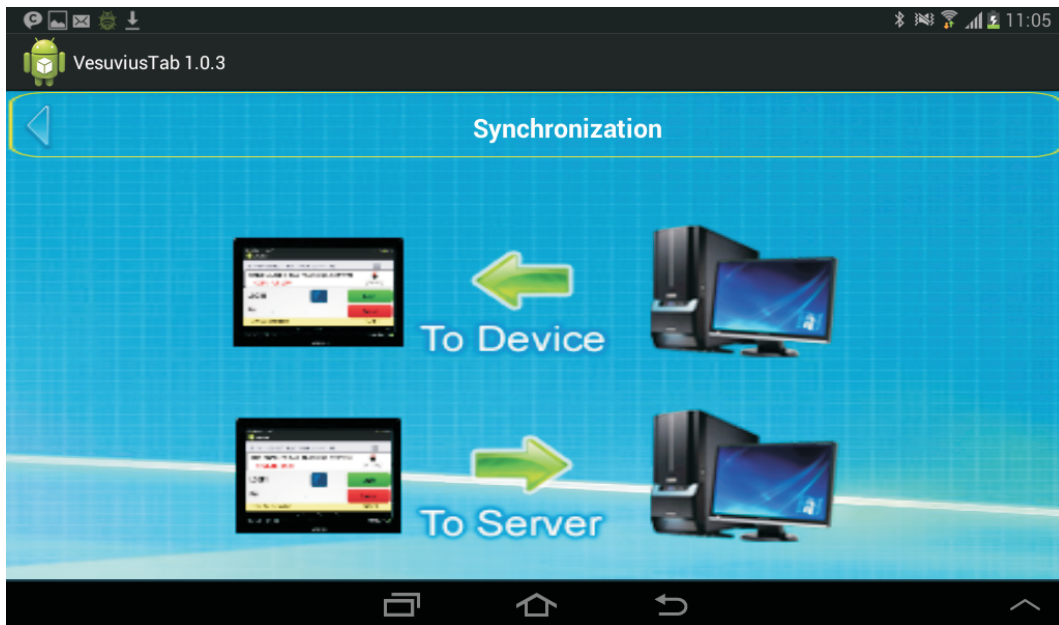 11:05
VesuviusTab 1.0.3
Synchronization
To Device
To Server